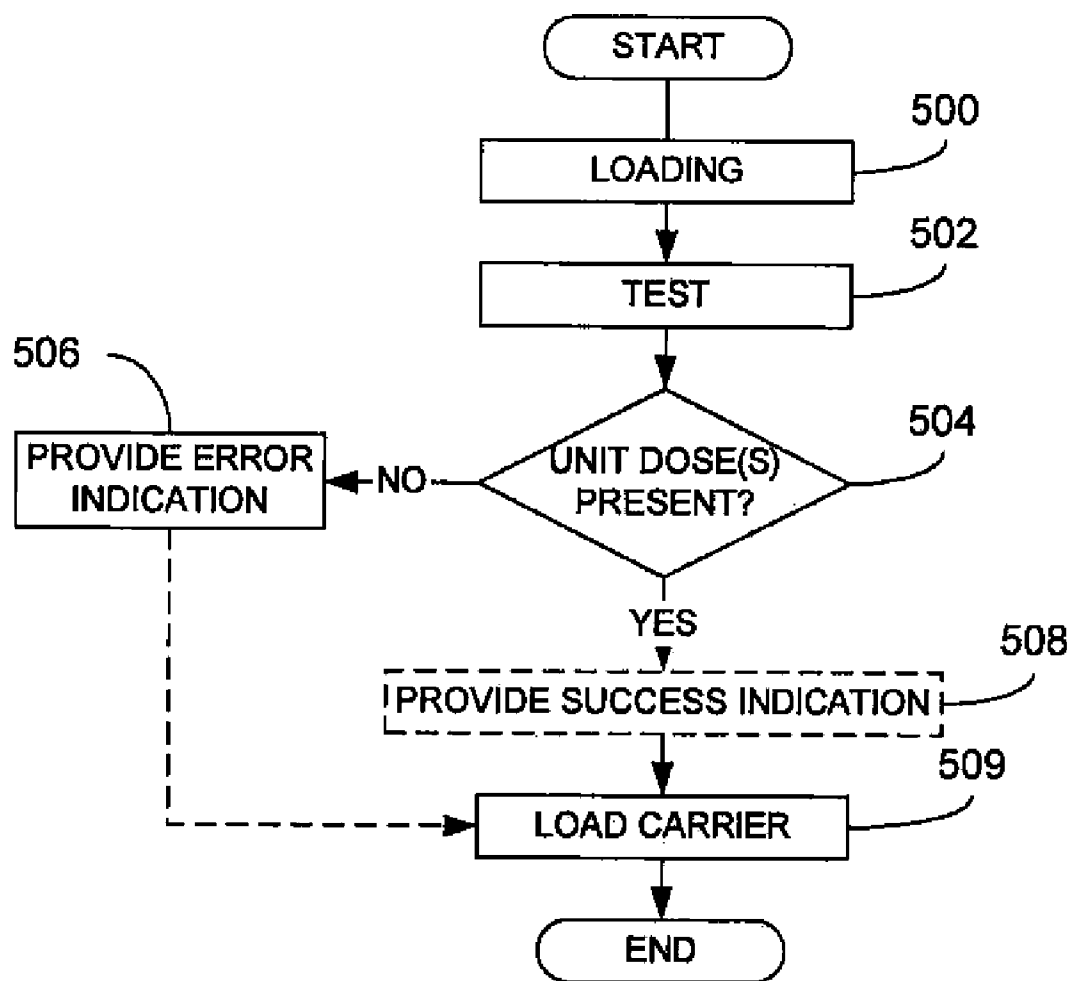 START
500
LOADING
502
TEST
506
504
PROVIDE ERROR
INDICATION
NO
UNIT DOSE(S)
PRESENT?
YES
508
PROVIDE SUCCESS INDICATION
509
LOAD CARRIER
END